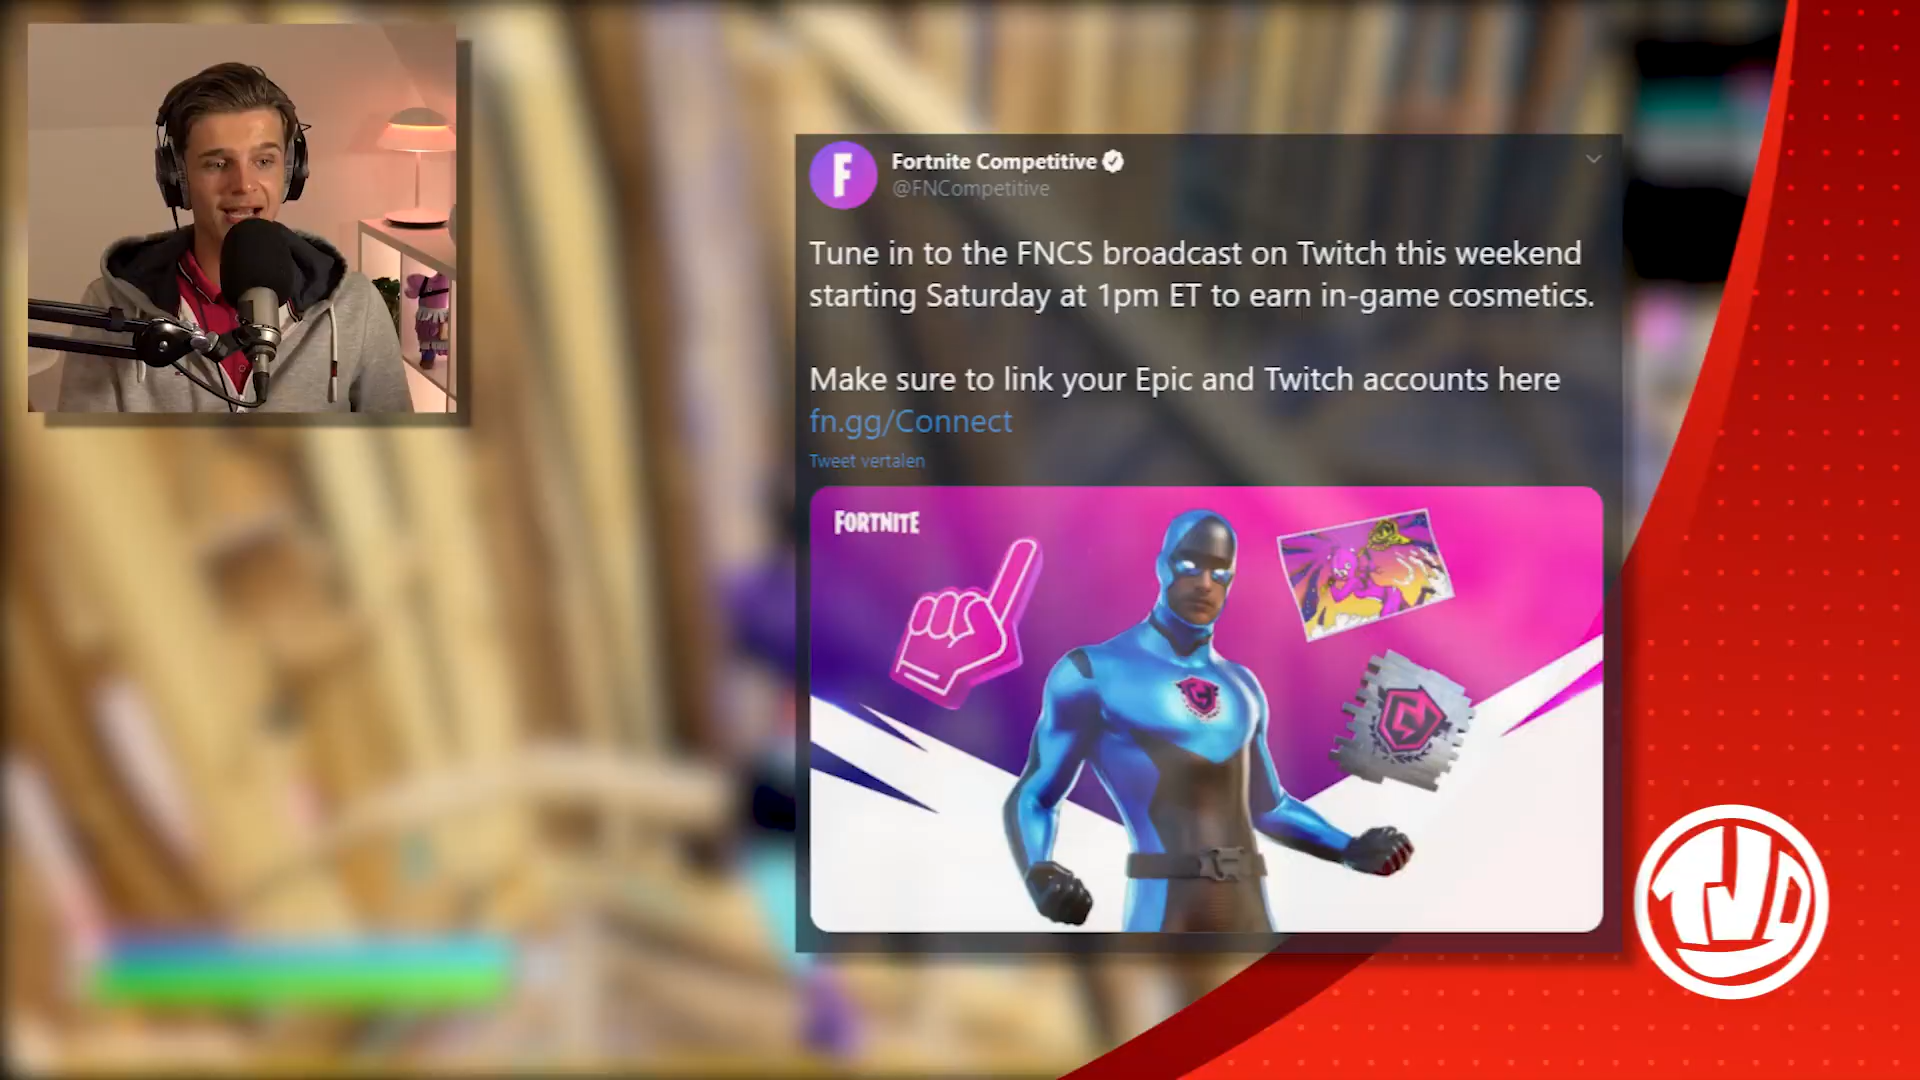 Fortnite Competitive
@FNCompetitive
Tune in to the FNCS broadcast on Twitch this weekend
starting Saturday at 1pm ET to earn in-game cosmetics.
Make sure to link your Epic and Twitch accounts here
fn.gg/Connect
Tweet vertalen
FORTNITE
TJO